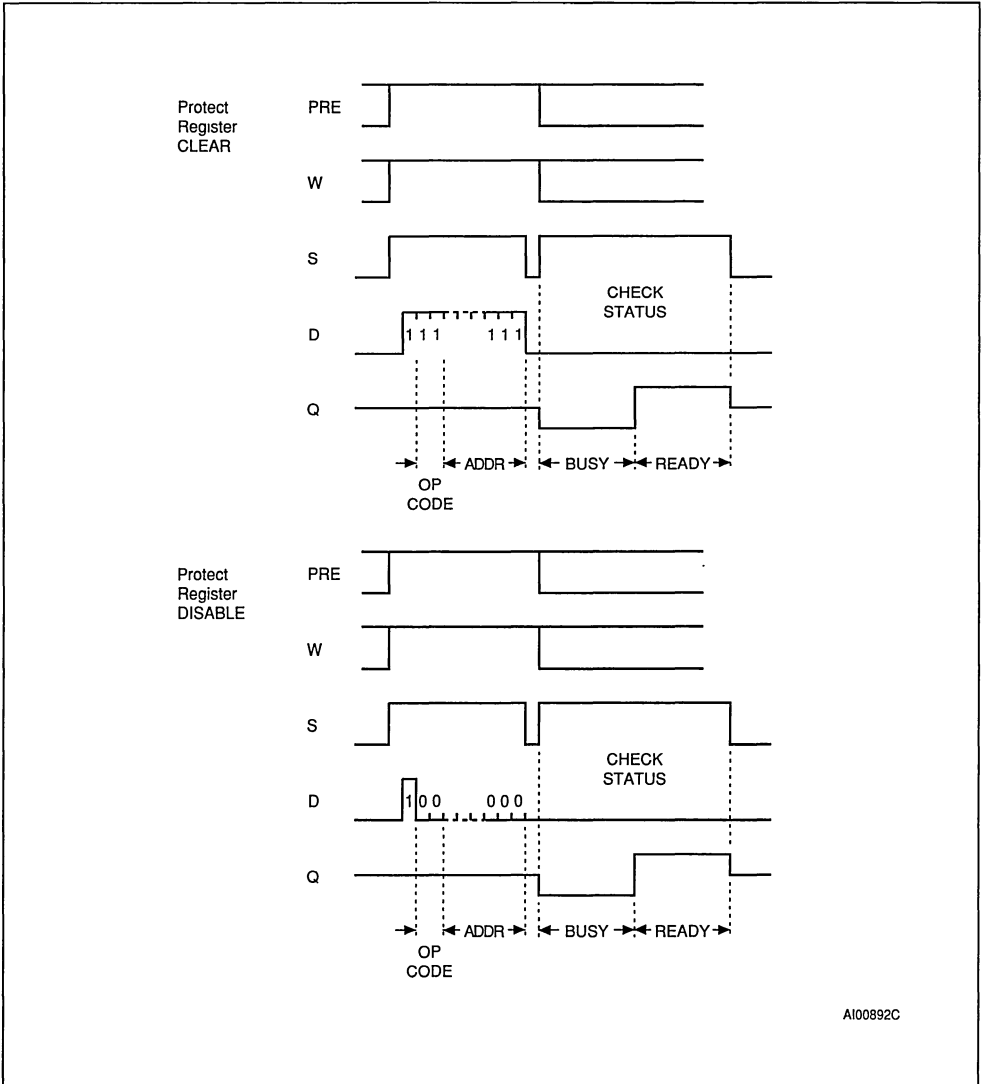 Protect
Register
CLEAR
PRE
W
S
CHECK
STATUS
D
1 1 1 1 1 1
Q
ADDR BUSY READY
OP
CODE
Protect
Register
DISABLE
PRE
W
S
CHECK
STATUS
D
1 0 0 0 0 0
Q
ADDR BUSY READY
OP
CODE
AI00892C